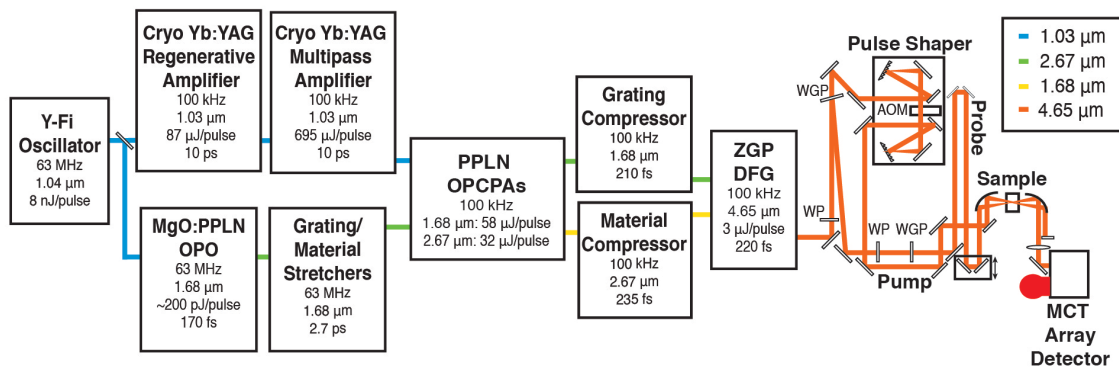 Y-Fi
Oscillator
63 MHz
1.04 µm
8 nJ/pulse
Cryo Yb:YAG
Regenerative
Amplifier
100 kHz
1.03 µm
87 µJ/pulse
10 ps
Cryo Yb:YAG
Multipass
Amplifier
100 kHz
1.03 µm
695 µJ/pulse
10 ps
MgO:PPLN
OPO
63 MHz
1.68 µm
~200 pJ/pulse
170 fs
Grating/
Material
Stretchers
63 MHz
1.68 µm
2.7 ps
PPLN
OPCPAs
100 kHz
1.68 µm: 58 µJ/pulse
2.67 µm: 32 µJ/pulse
Grating
Compressor
100 kHz
1.68 µm
210 fs
Material
Compressor
100 kHz
2.67 µm
235 fs
ZGP
DFG
100 kHz
4.65 µm
3 µJ/pulse
220 fs
Pulse Shaper
WGP
AOM
Probe
WP
WP
WGP
Pump
Sample
MCT
Array
Detector
1.03 µm
2.67 µm
1.68 µm
4.65 µm